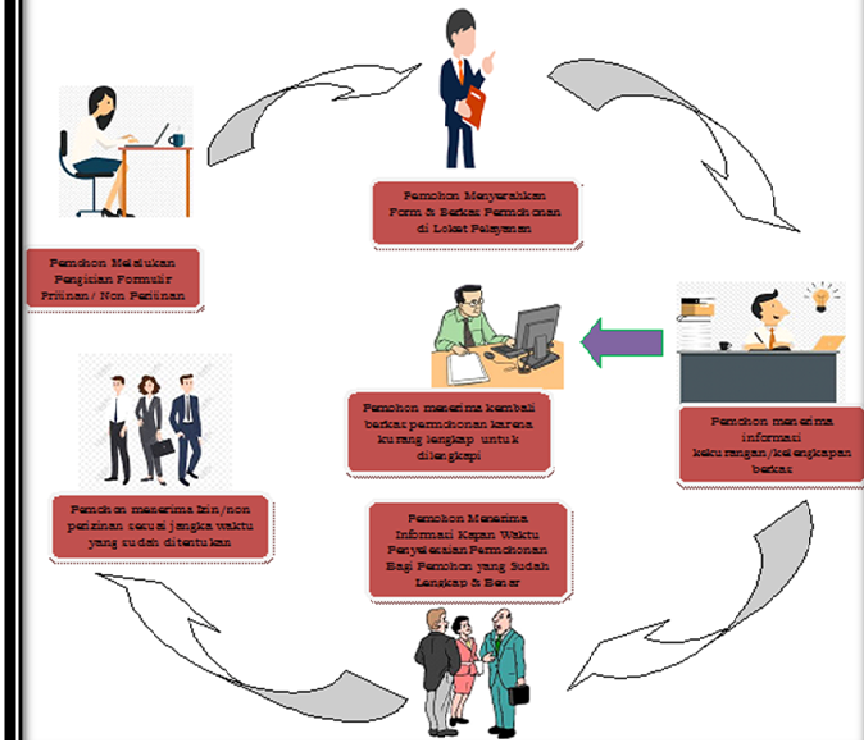 Pemohon Melakukan
Pengisian Formulir
Prijinan/ Non Perijinan
Pemohon Menyerahkan
Form & Berkas Permohonan
di Loket Pelayanan
Pemohon menerima
informasi
kekurangan/kelengkapan
berkas
Pemohon menerima kembali
berkas permohonan karena
kurang lengkap untuk
dilengkapi
Pemohon Menerima
Informasi Kapan Waktu
Penyelesaian Permohonan
Bagi Pemohon yang Sudah
Lengkap & Benar
Pemohon menerima Izin/non
perizinan sesuai jangka waktu
yang sudah ditentukan